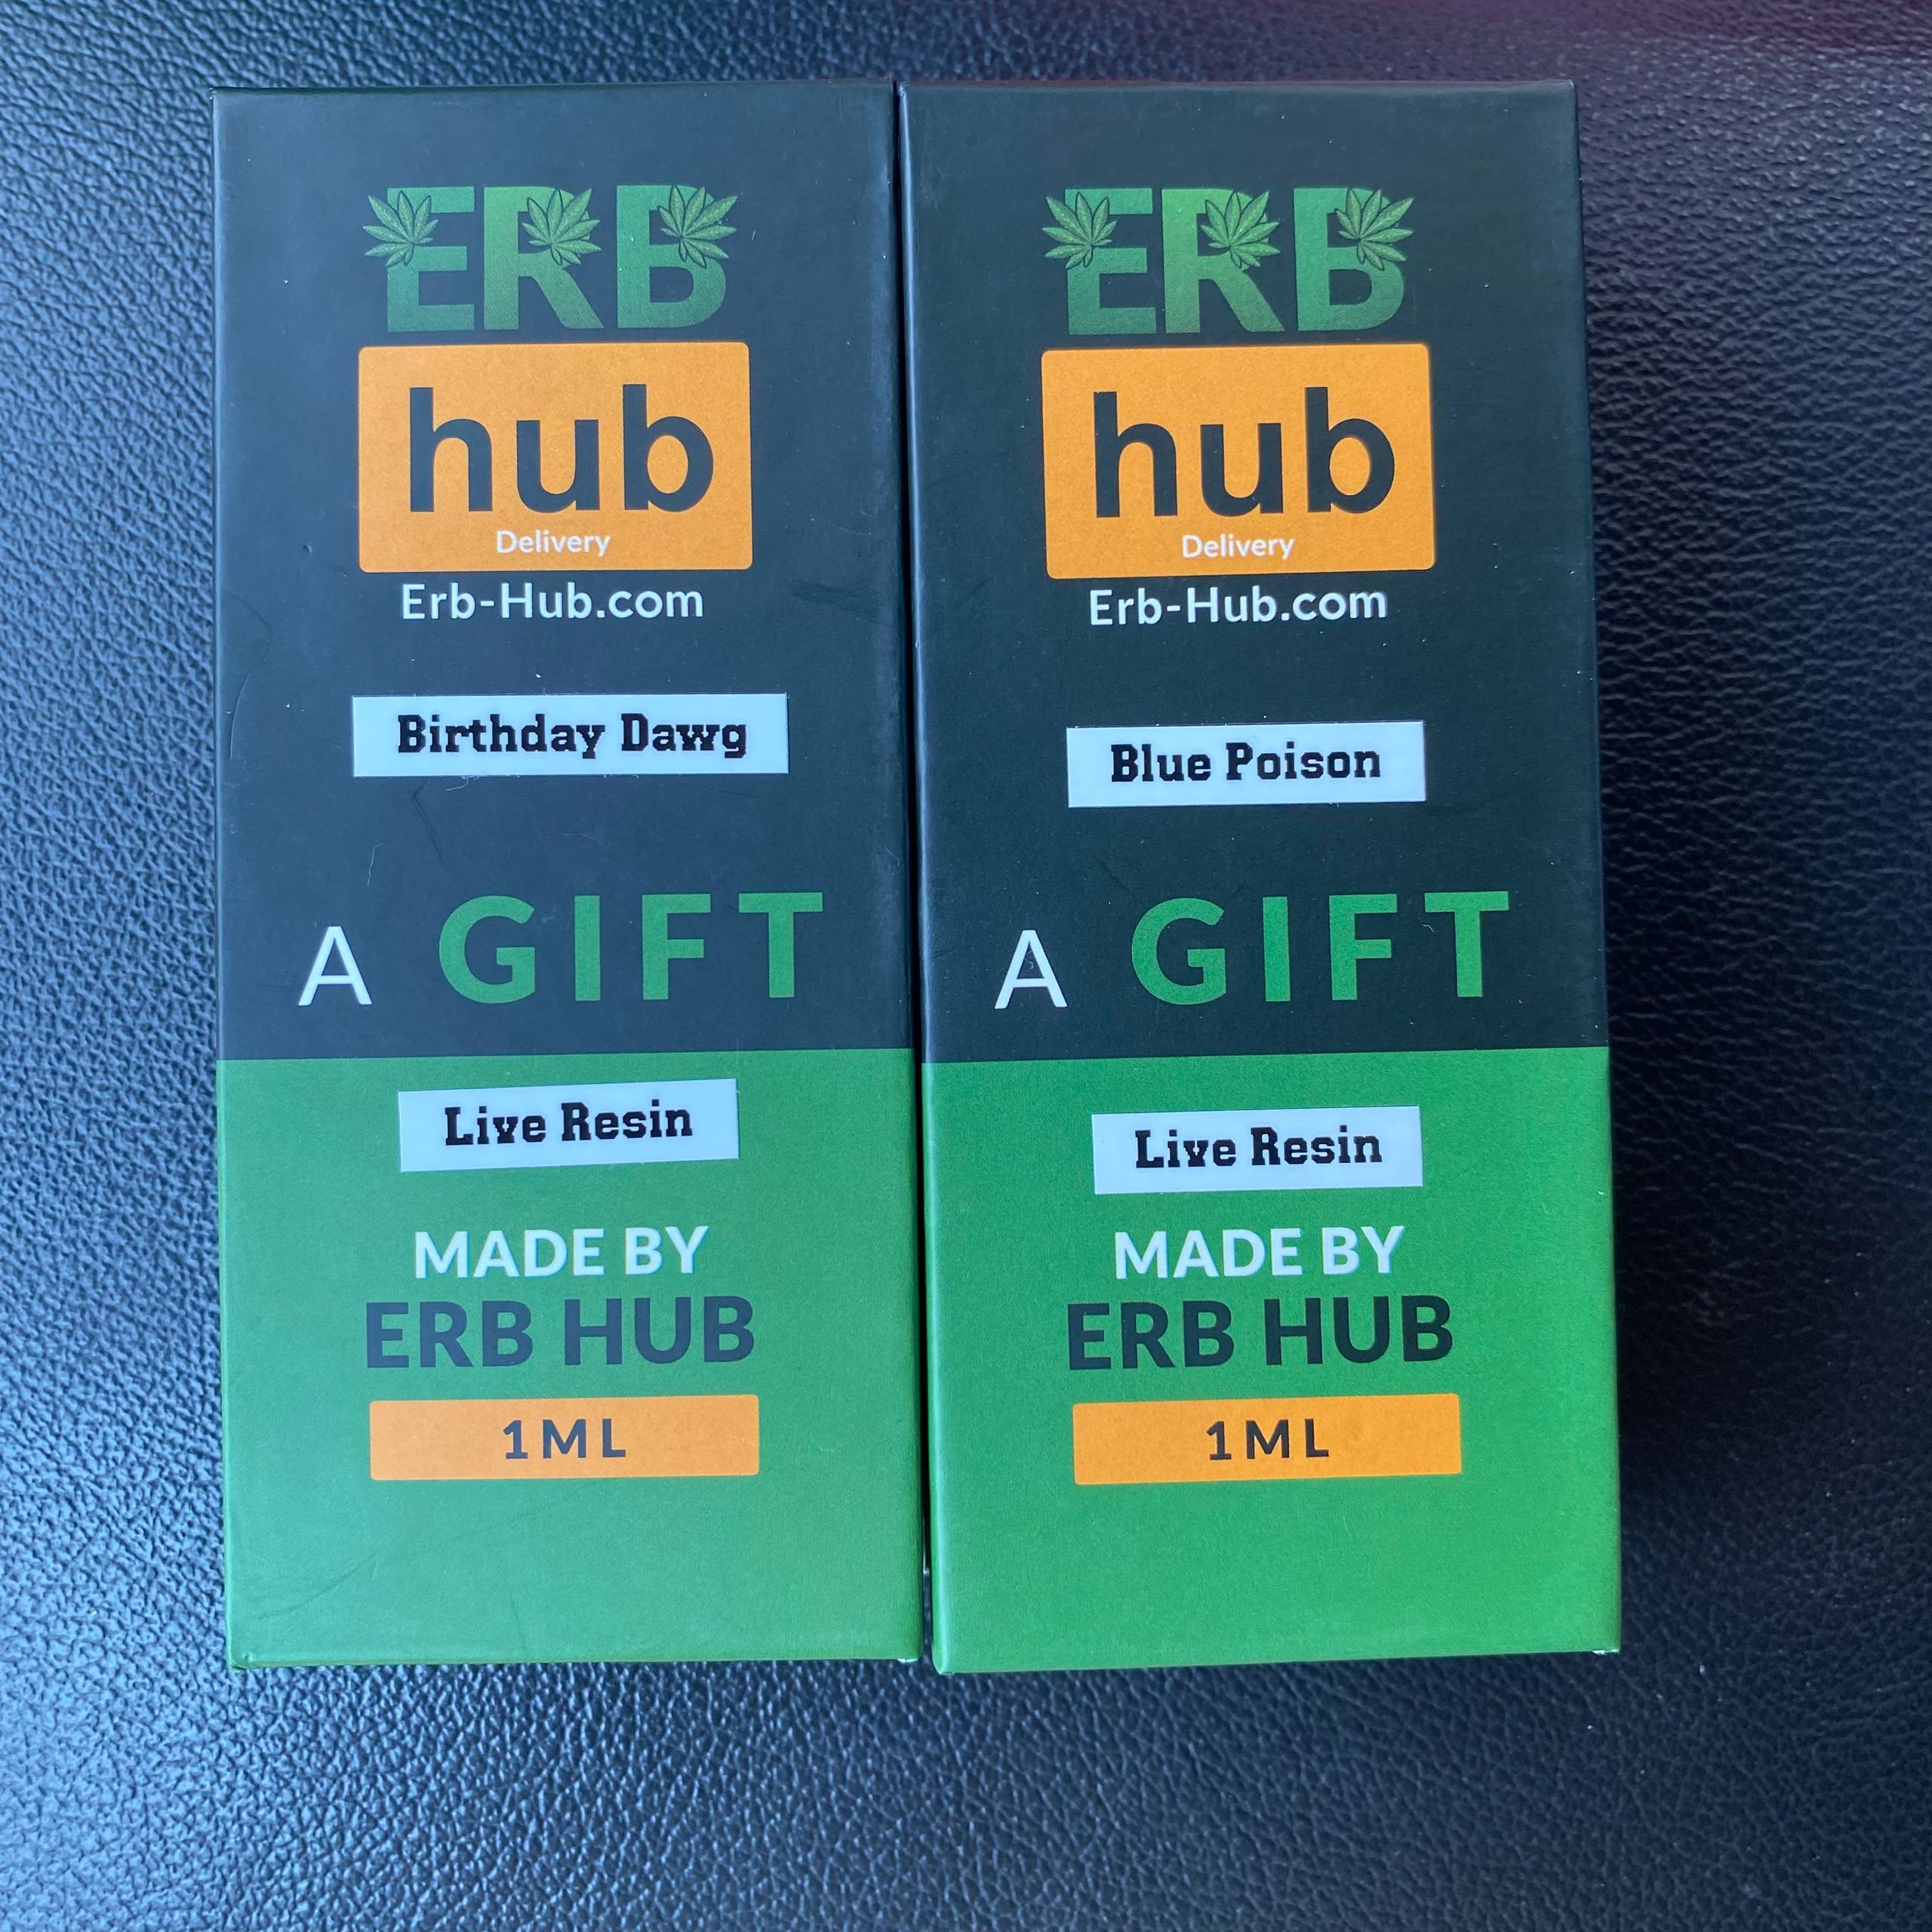 ERB
hub
Delivery
Erb-Hub.com
Birthday Dawg
A GIFT
Live Resin
MADE BY
ERB HUB
1ML
ERB
hub
Delivery
Erb-Hub.com
Blue Poison
A GIFT
Live Resin
MADE BY
ERB HUB
1ML